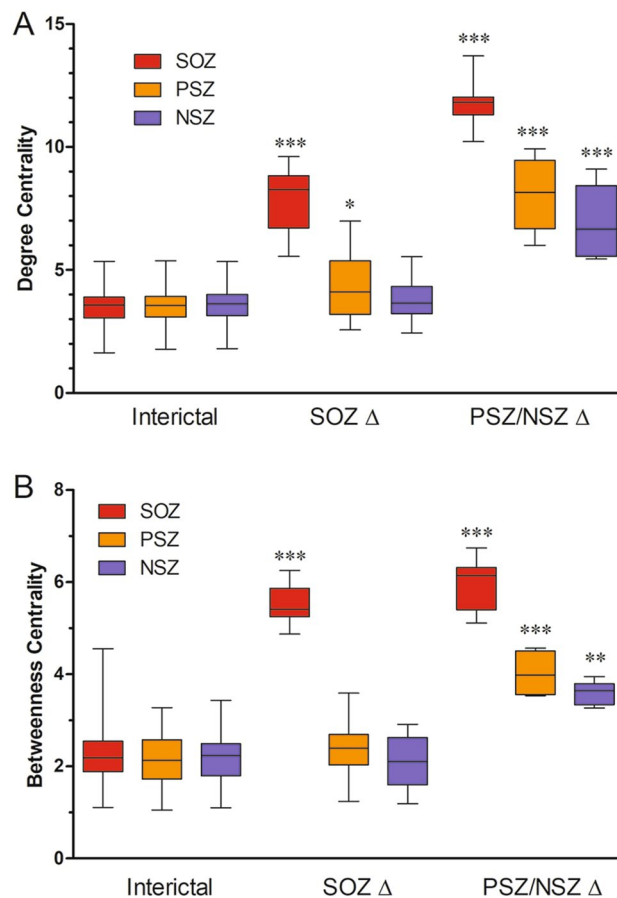 A
15
10
5
0
Degree Centrality
SOZ
PSZ
NSZ
***
*
***
***
***
Interictal
SOZ Δ
PSZ/NSZ Δ
B
8
6
4
2
0
Betweenness Centrality
SOZ
PSZ
NSZ
***
***
***
**
Interictal
SOZ Δ
PSZ/NSZ Δ